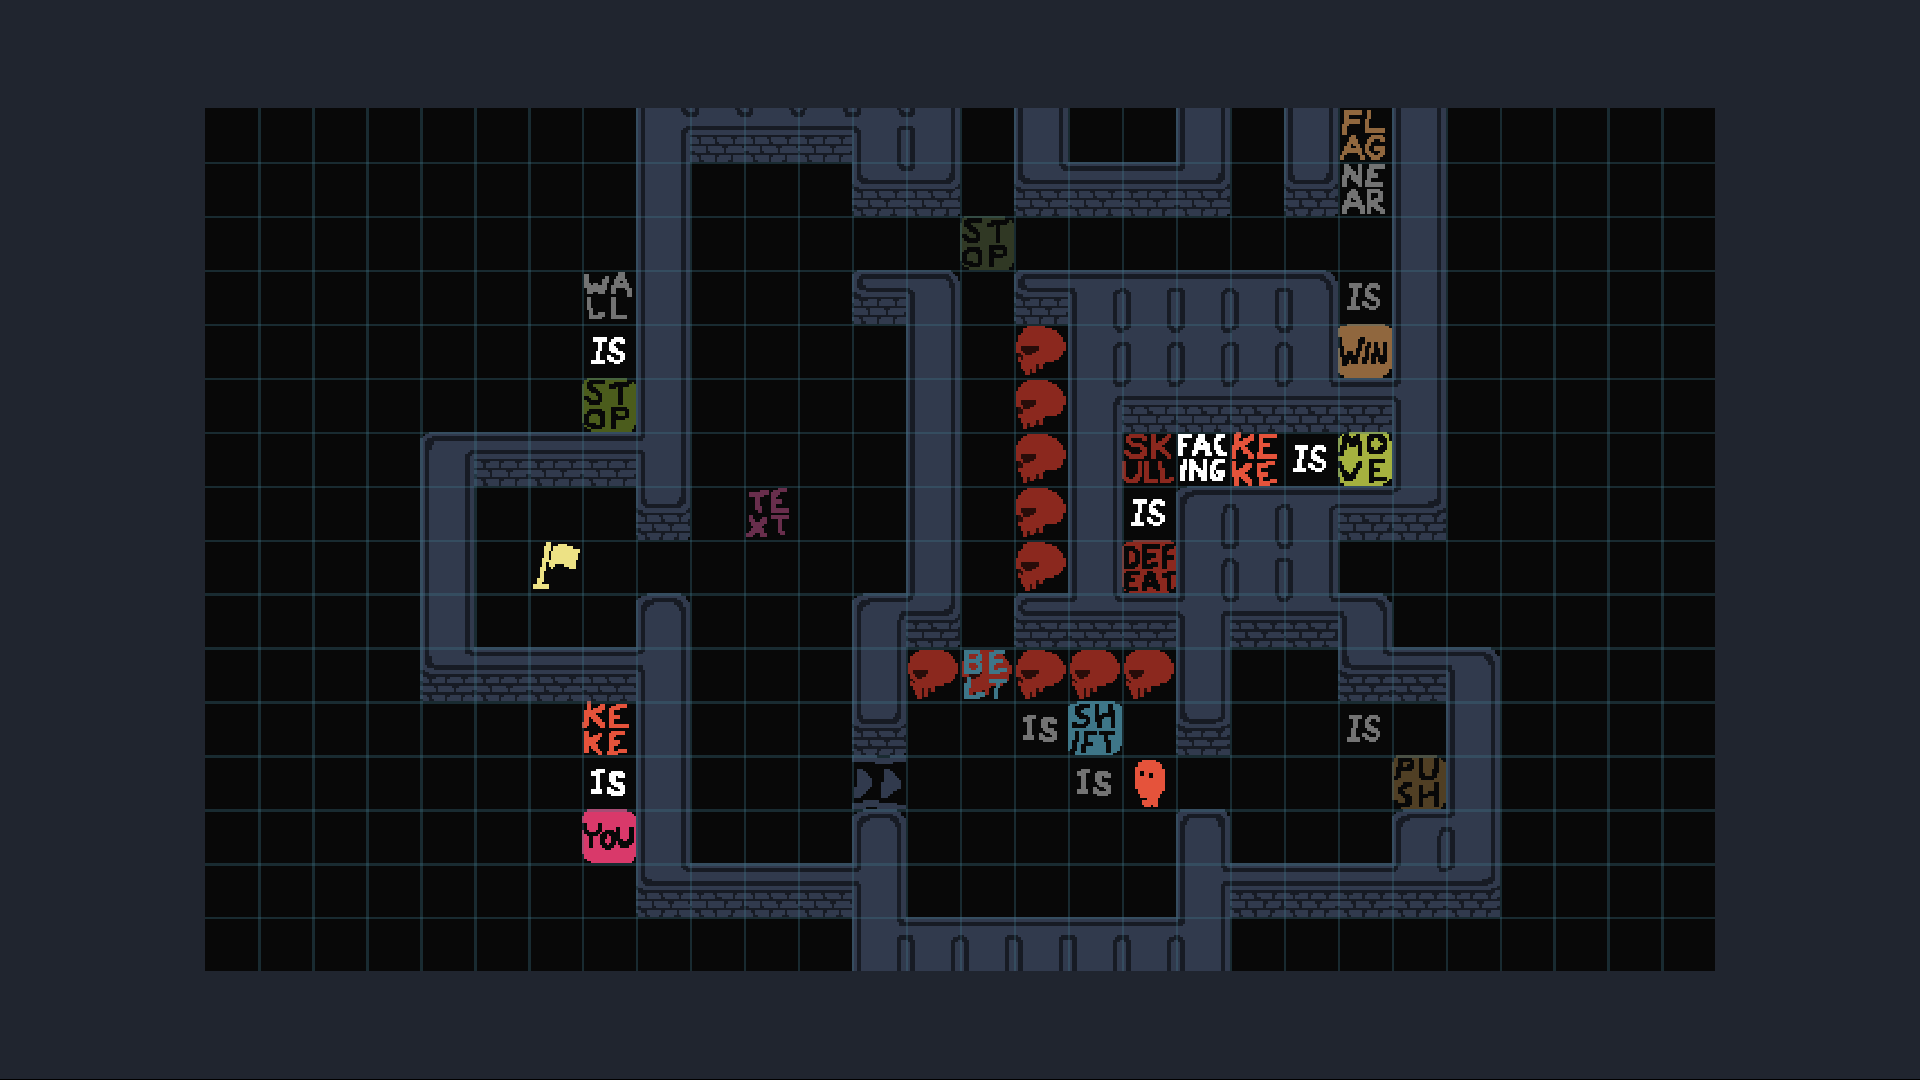 FLAG
NEAR
STOP
WALL IS
IS WIN
STOP
SKULL FACING KEKE IS MOVE
TEXT IS
DEFEAT
BELT
KEKE IS SHIFT IS
IS IS PUSH
YOU